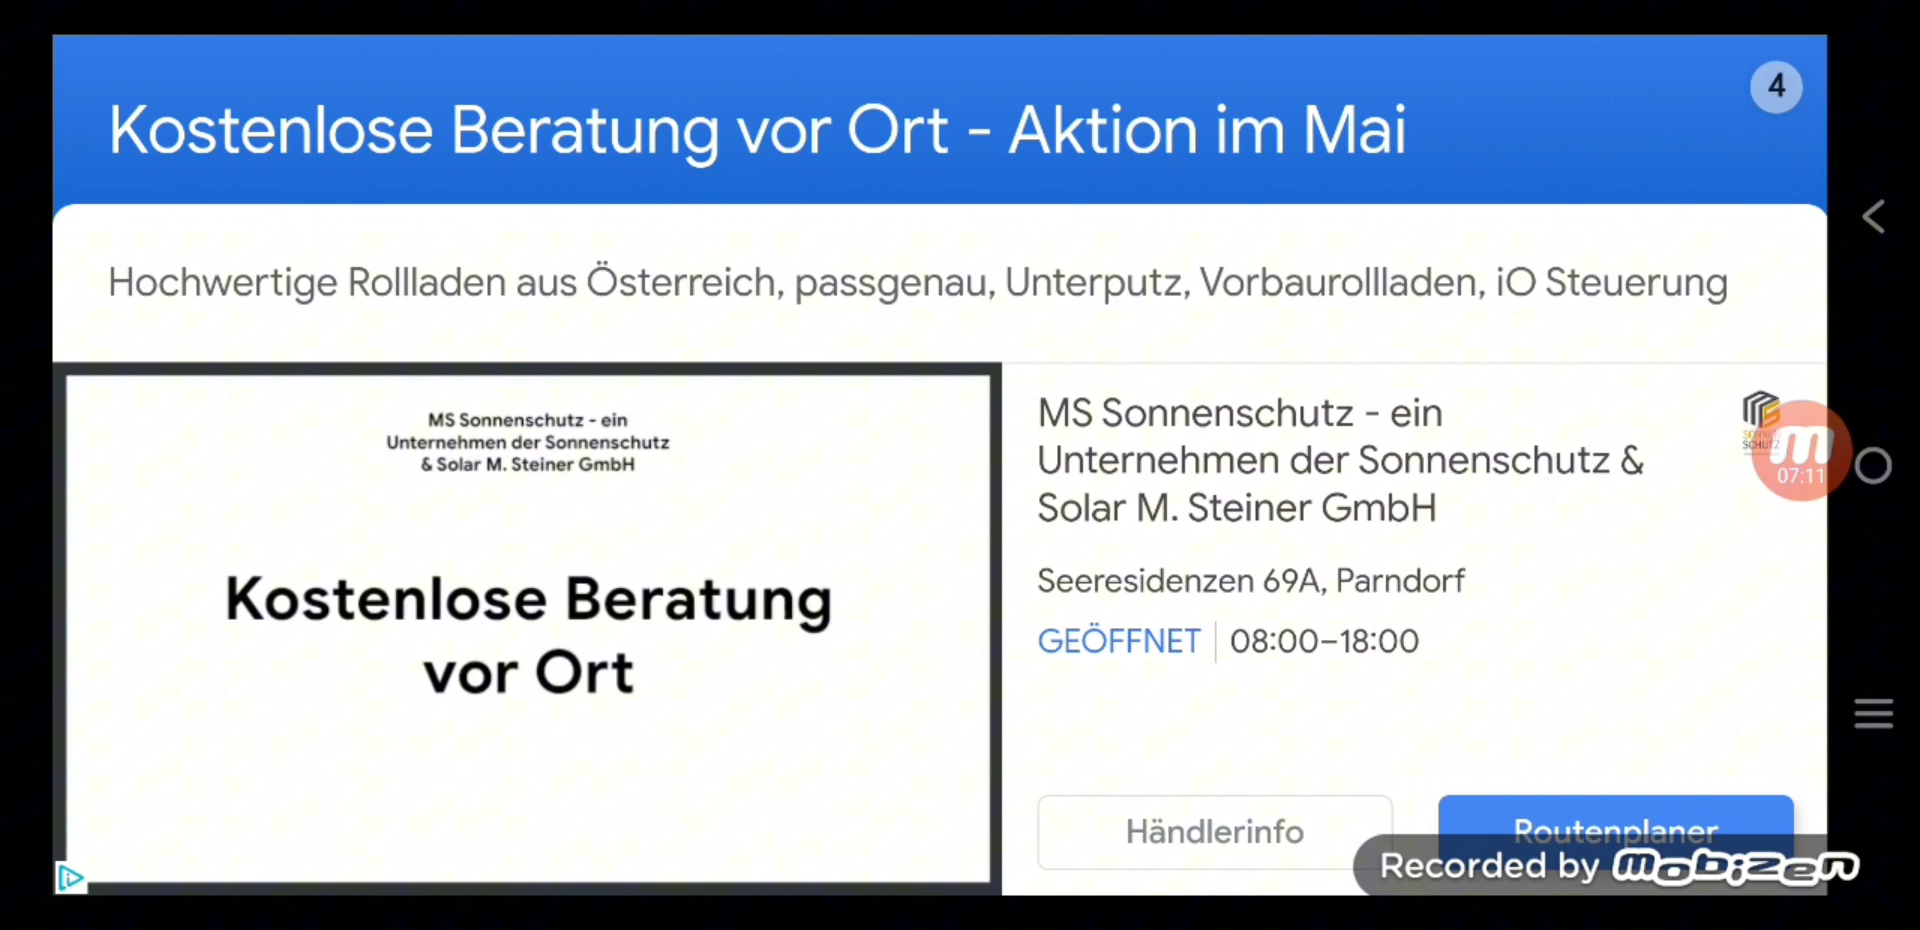 Kostenlose Beratung vor Ort - Aktion im Mai
4
Hochwertige Rollladen aus Österreich, passgenau, Unterputz, Vorbaurollladen, iO Steuerung
MS Sonnenschutz - ein
Unternehmen der Sonnenschutz
& Solar M. Steiner GmbH
Kostenlose Beratung
vor Ort
MS Sonnenschutz - ein
Unternehmen der Sonnenschutz &
Solar M. Steiner GmbH
SCHUTZ
07:11
Seeresidenzen 69A, Parndorf
GEÖFFNET 08:00–18:00
Händlerinfo
Routenplaner
Recorded by mobizen